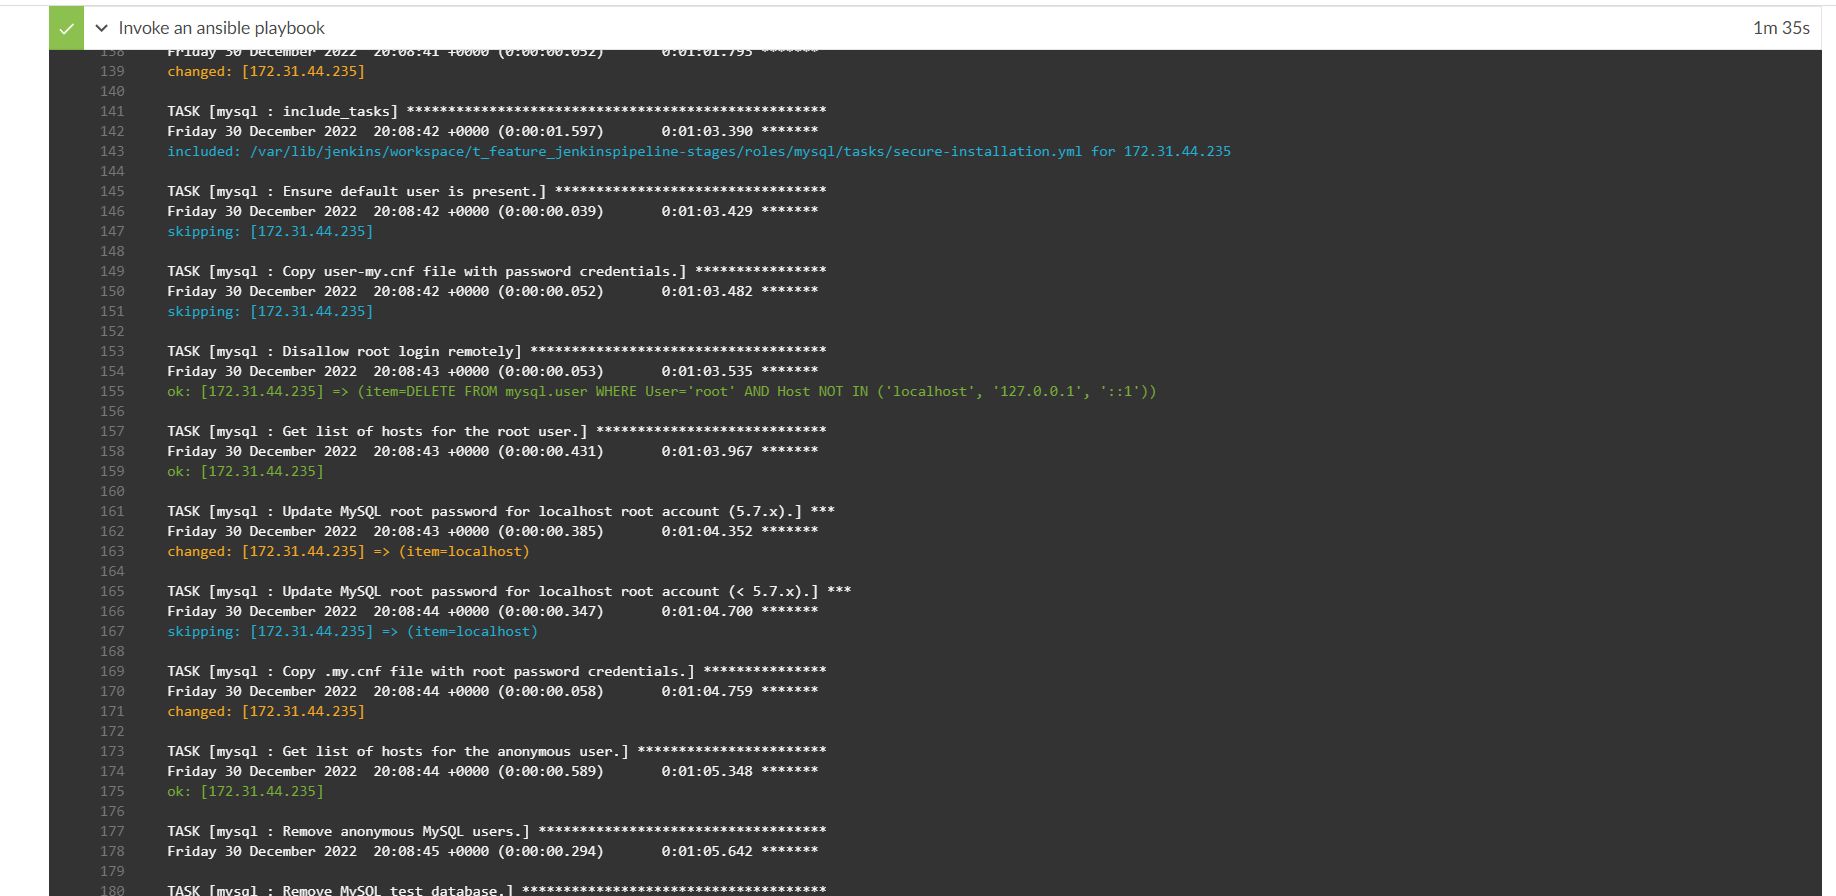 Invoke an ansible playbook 1m 35s
138 Friday 30 December 2022  20:08:41 +0000 (0:00:00.052)       0:01:01.793 *******
139 changed: [172.31.44.235]
140
141 TASK [mysql : include_tasks] ***************************************************
142 Friday 30 December 2022  20:08:42 +0000 (0:00:01.597)       0:01:03.390 *******
143 included: /var/lib/jenkins/workspace/t_feature_jenkinspipeline-stages/roles/mysql/tasks/secure-installation.yml for 172.31.44.235
144
145 TASK [mysql : Ensure default user is present.] *********************************
146 Friday 30 December 2022  20:08:42 +0000 (0:00:00.039)       0:01:03.429 *******
147 skipping: [172.31.44.235]
148
149 TASK [mysql : Copy user-my.cnf file with password credentials.] ****************
150 Friday 30 December 2022  20:08:42 +0000 (0:00:00.052)       0:01:03.482 *******
151 skipping: [172.31.44.235]
152
153 TASK [mysql : Disallow root login remotely] ************************************
154 Friday 30 December 2022  20:08:43 +0000 (0:00:00.053)       0:01:03.535 *******
155 ok: [172.31.44.235] => (item=DELETE FROM mysql.user WHERE User='root' AND Host NOT IN ('localhost', '127.0.0.1', '::1'))
156
157 TASK [mysql : Get list of hosts for the root user.] ****************************
158 Friday 30 December 2022  20:08:43 +0000 (0:00:00.431)       0:01:03.967 *******
159 ok: [172.31.44.235]
160
161 TASK [mysql : Update MySQL root password for localhost root account (5.7.x).] ***
162 Friday 30 December 2022  20:08:43 +0000 (0:00:00.385)       0:01:04.352 *******
163 changed: [172.31.44.235] => (item=localhost)
164
165 TASK [mysql : Update MySQL root password for localhost root account (< 5.7.x).] ***
166 Friday 30 December 2022  20:08:44 +0000 (0:00:00.347)       0:01:04.700 *******
167 skipping: [172.31.44.235] => (item=localhost)
168
169 TASK [mysql : Copy .my.cnf file with root password credentials.] ***************
170 Friday 30 December 2022  20:08:44 +0000 (0:00:00.058)       0:01:04.759 *******
171 changed: [172.31.44.235]
172
173 TASK [mysql : Get list of hosts for the anonymous user.] ***********************
174 Friday 30 December 2022  20:08:44 +0000 (0:00:00.589)       0:01:05.348 *******
175 ok: [172.31.44.235]
176
177 TASK [mysql : Remove anonymous MySQL users.] ***********************************
178 Friday 30 December 2022  20:08:45 +0000 (0:00:00.294)       0:01:05.642 *******
179
180 TASK [mysql : Remove MySQL test database.] *************************************